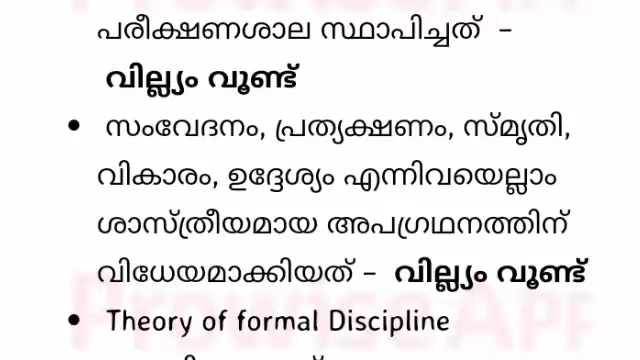 പരീക്ഷണശാല സ്ഥാപിച്ചത് –
വില്ല്യം വൂണ്ട്
• സംവേദനം, പ്രത്യക്ഷണം, സ്മൃതി,
വികാരം, ഉദ്ദേശ്യം എന്നിവയെല്ലാം
ശാസ്ത്രീയമായ അപഗ്രഥനത്തിന്
വിധേയമാക്കിയത് – വില്ല്യം വൂണ്ട്
• Theory of formal Discipline